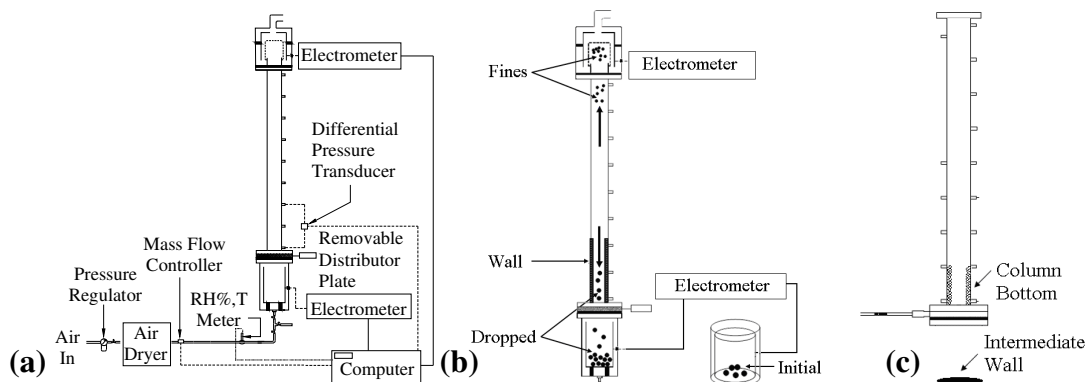 Electrometer
Differential
Pressure
Transducer
Mass Flow
Controller
Removable
Distributor
Plate
Pressure
Regulator
RH%,T
Meter
Electrometer
Air
In
Air
Dryer
Computer
(a)
Fines
Electrometer
Wall
Electrometer
Dropped
Initial
(b)
Column
Bottom
Intermediate
Wall
(c)